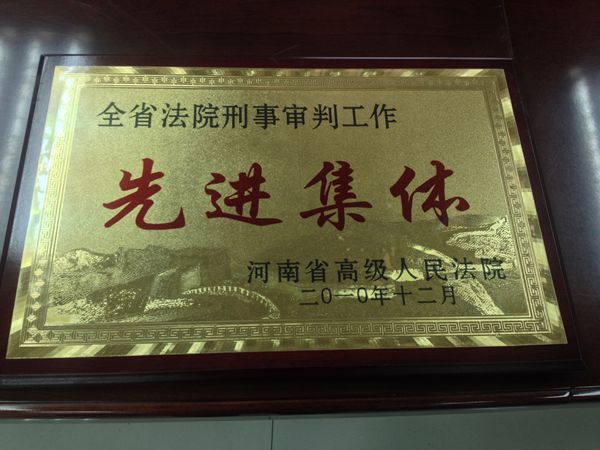 全省法院刑事审判工作
先进集体
河南省高级人民法院
二〇一〇年十二月